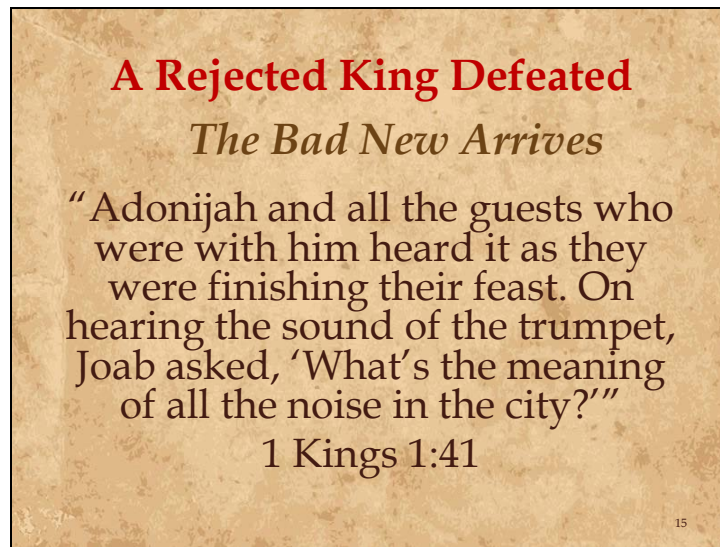 A Rejected King Defeated
The Bad New Arrives
“Adonijah and all the guests who
were with him heard it as they
were finishing their feast. On
hearing the sound of the trumpet,
Joab asked, ‘What’s the meaning
of all the noise in the city?’”
1 Kings 1:41
15